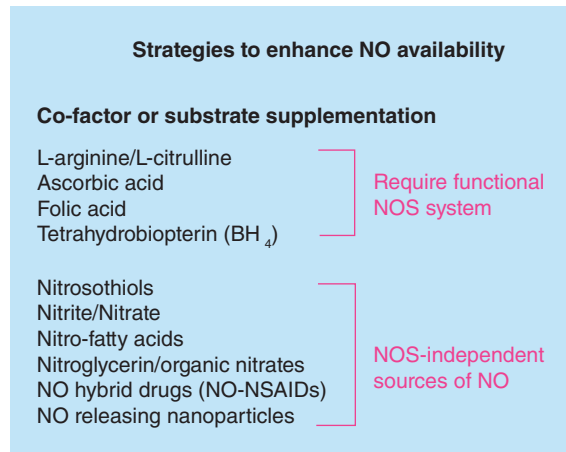 Strategies to enhance NO availability
Co-factor or substrate supplementation
L-arginine/L-citrulline
Ascorbic acid
Folic acid
Tetrahydrobiopterin (BH4)
Require functional
NOS system
Nitrosothiols
Nitrite/Nitrate
Nitro-fatty acids
Nitroglycerin/organic nitrates
NO hybrid drugs (NO-NSAIDs)
NO releasing nanoparticles
NOS-independent
sources of NO